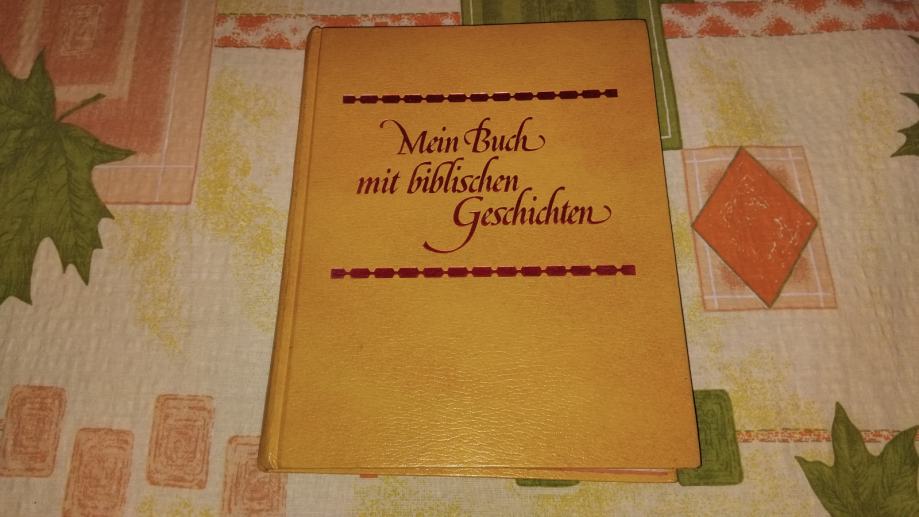 Mein Buch
mit biblischen
Geschichten